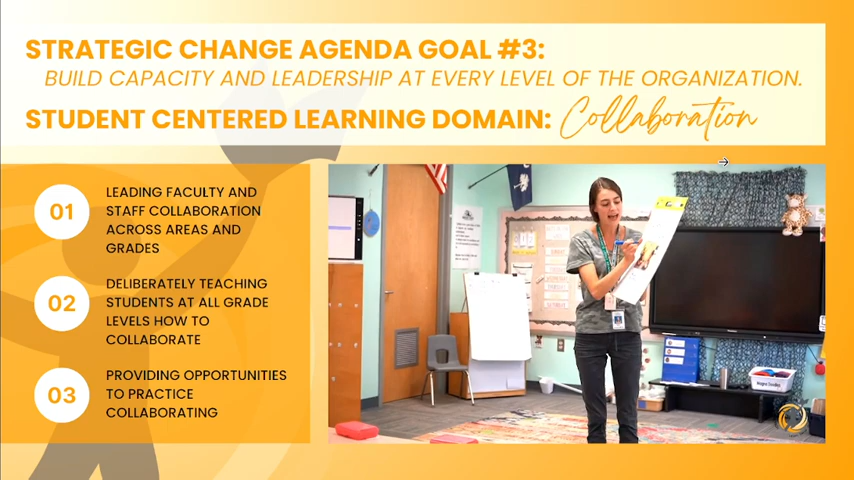 STRATEGIC CHANGE AGENDA GOAL #3:
BUILD CAPACITY AND LEADERSHIP AT EVERY LEVEL OF THE ORGANIZATION.
STUDENT CENTERED LEARNING DOMAIN: Collaboration
01
LEADING FACULTY AND
STAFF COLLABORATION
ACROSS AREAS AND
GRADES
02
DELIBERATELY TEACHING
STUDENTS AT ALL GRADE
LEVELS HOW TO
COLLABORATE
03
PROVIDING OPPORTUNITIES
TO PRACTICE
COLLABORATING